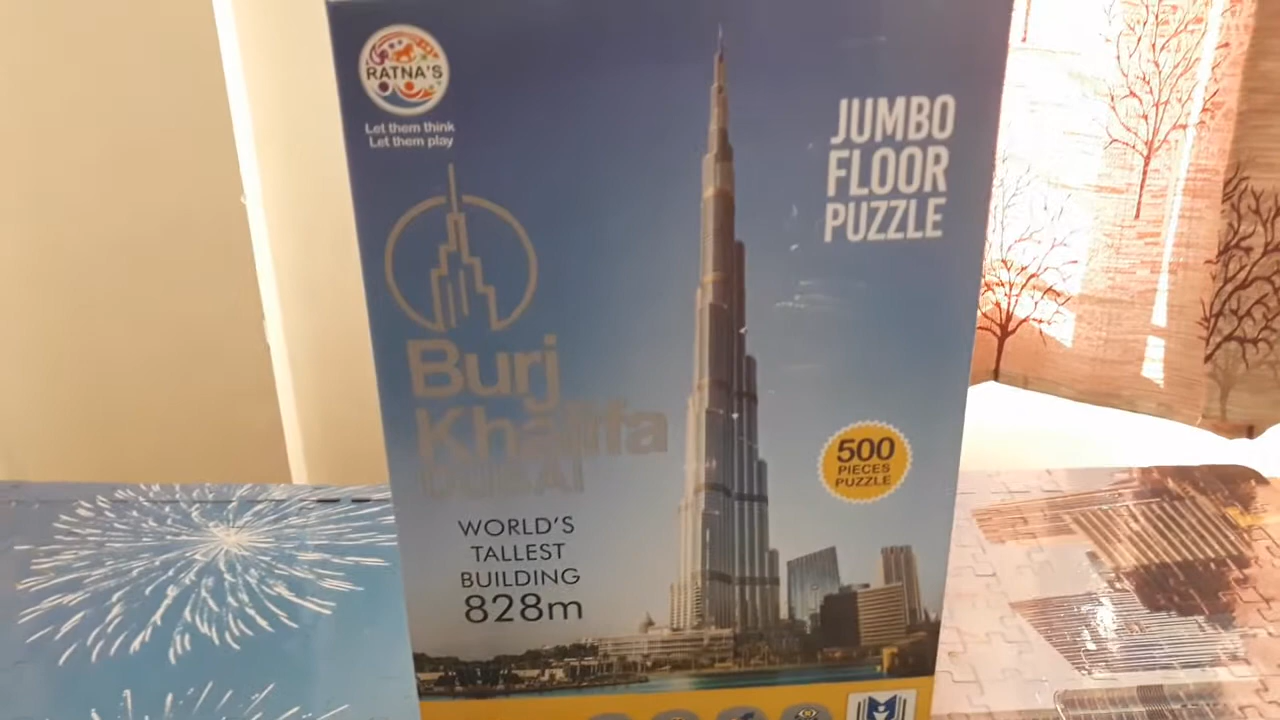 RATNA'S
Let them think
Let them play
JUMBO
FLOOR
PUZZLE
Burj
Khalifa
DUBAI
500
PIECES
PUZZLE
WORLD'S
TALLEST
BUILDING
828m